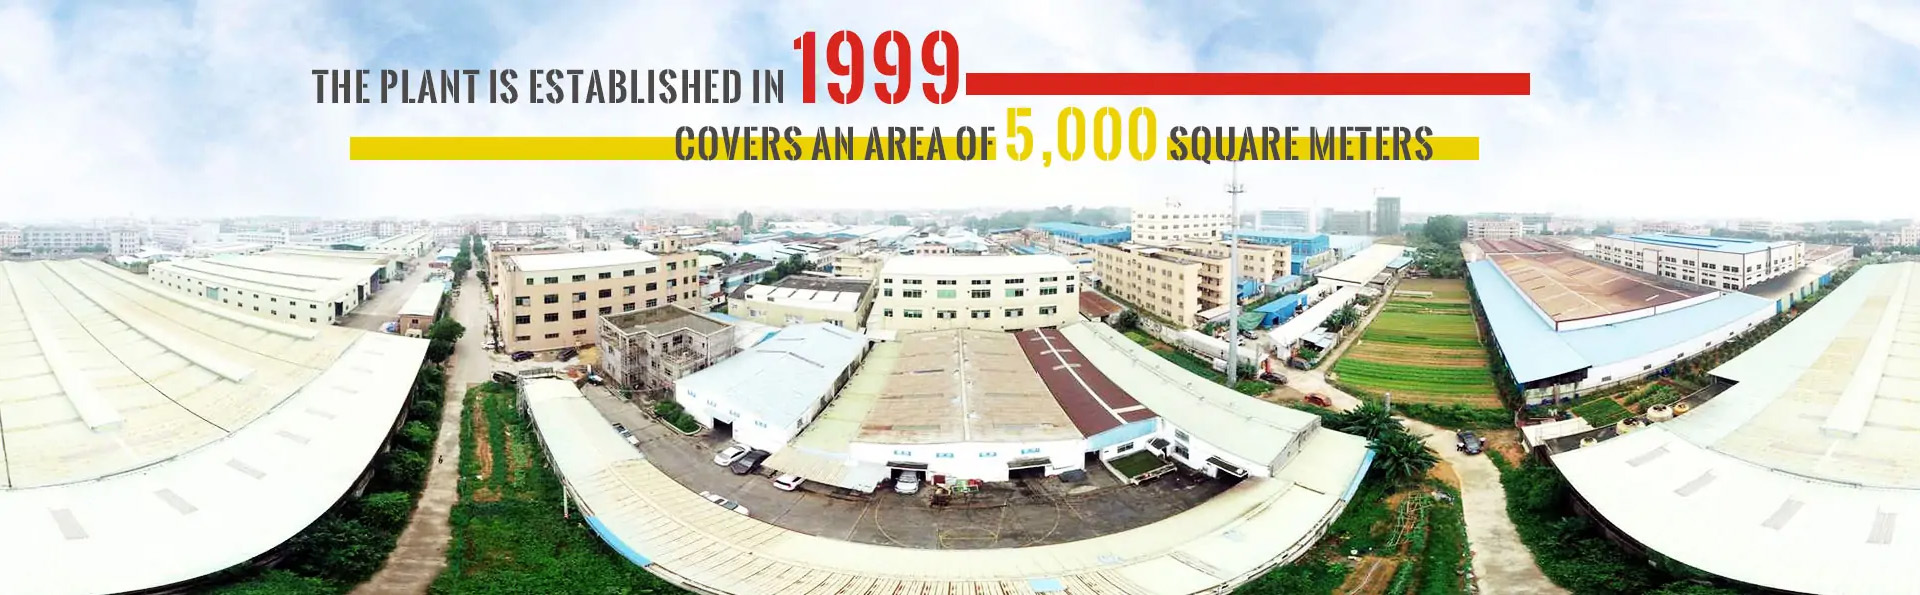 THE PLANT IS ESTABLISHED IN 1999
COVERS AN AREA OF 5,000 SQUARE METERS